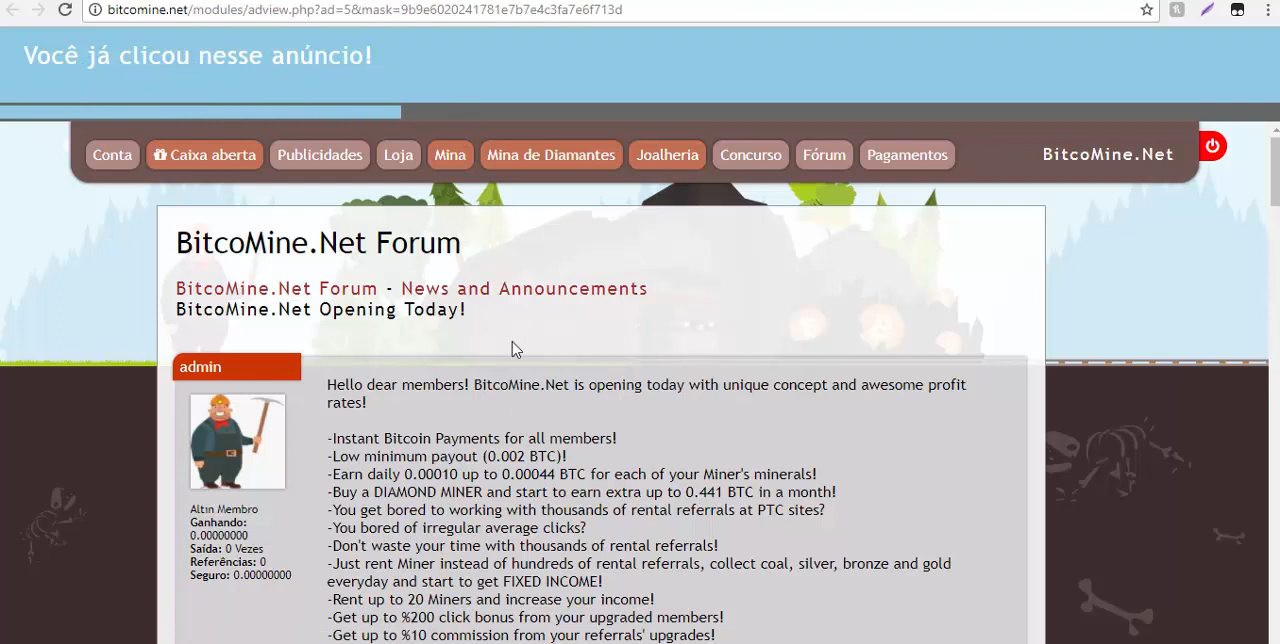 bitcomine.net/modules/adview.php?ad=5&mask=9b9e6020241781e7b7e4c3fa7e6f713d
Você já clicou nesse anúncio!
Conta Caixa aberta Publicidades Loja Mina Mina de Diamantes Joalheria Concurso Fórum Pagamentos BitcoMine.Net
BitcoMine.Net Forum
BitcoMine.Net Forum - News and Announcements
BitcoMine.Net Opening Today!
admin
Altın Membro
Ganhando:
0.00000000
Saída: 0 Vezes
Referências: 0
Seguro: 0.00000000
Hello dear members! BitcoMine.Net is opening today with unique concept and awesome profit
rates!
-Instant Bitcoin Payments for all members!
-Low minimum payout (0.002 BTC)!
-Earn daily 0.00010 up to 0.00044 BTC for each of your Miner's minerals!
-Buy a DIAMOND MINER and start to earn extra up to 0.441 BTC in a month!
-You get bored to working with thousands of rental referrals at PTC sites?
-You bored of irregular average clicks?
-Don't waste your time with thousands of rental referrals!
-Just rent Miner instead of hundreds of rental referrals, collect coal, silver, bronze and gold
everyday and start to get FIXED INCOME!
-Rent up to 20 Miners and increase your income!
-Get up to %200 click bonus from your upgraded members!
-Get up to %10 commission from your referrals' upgrades!